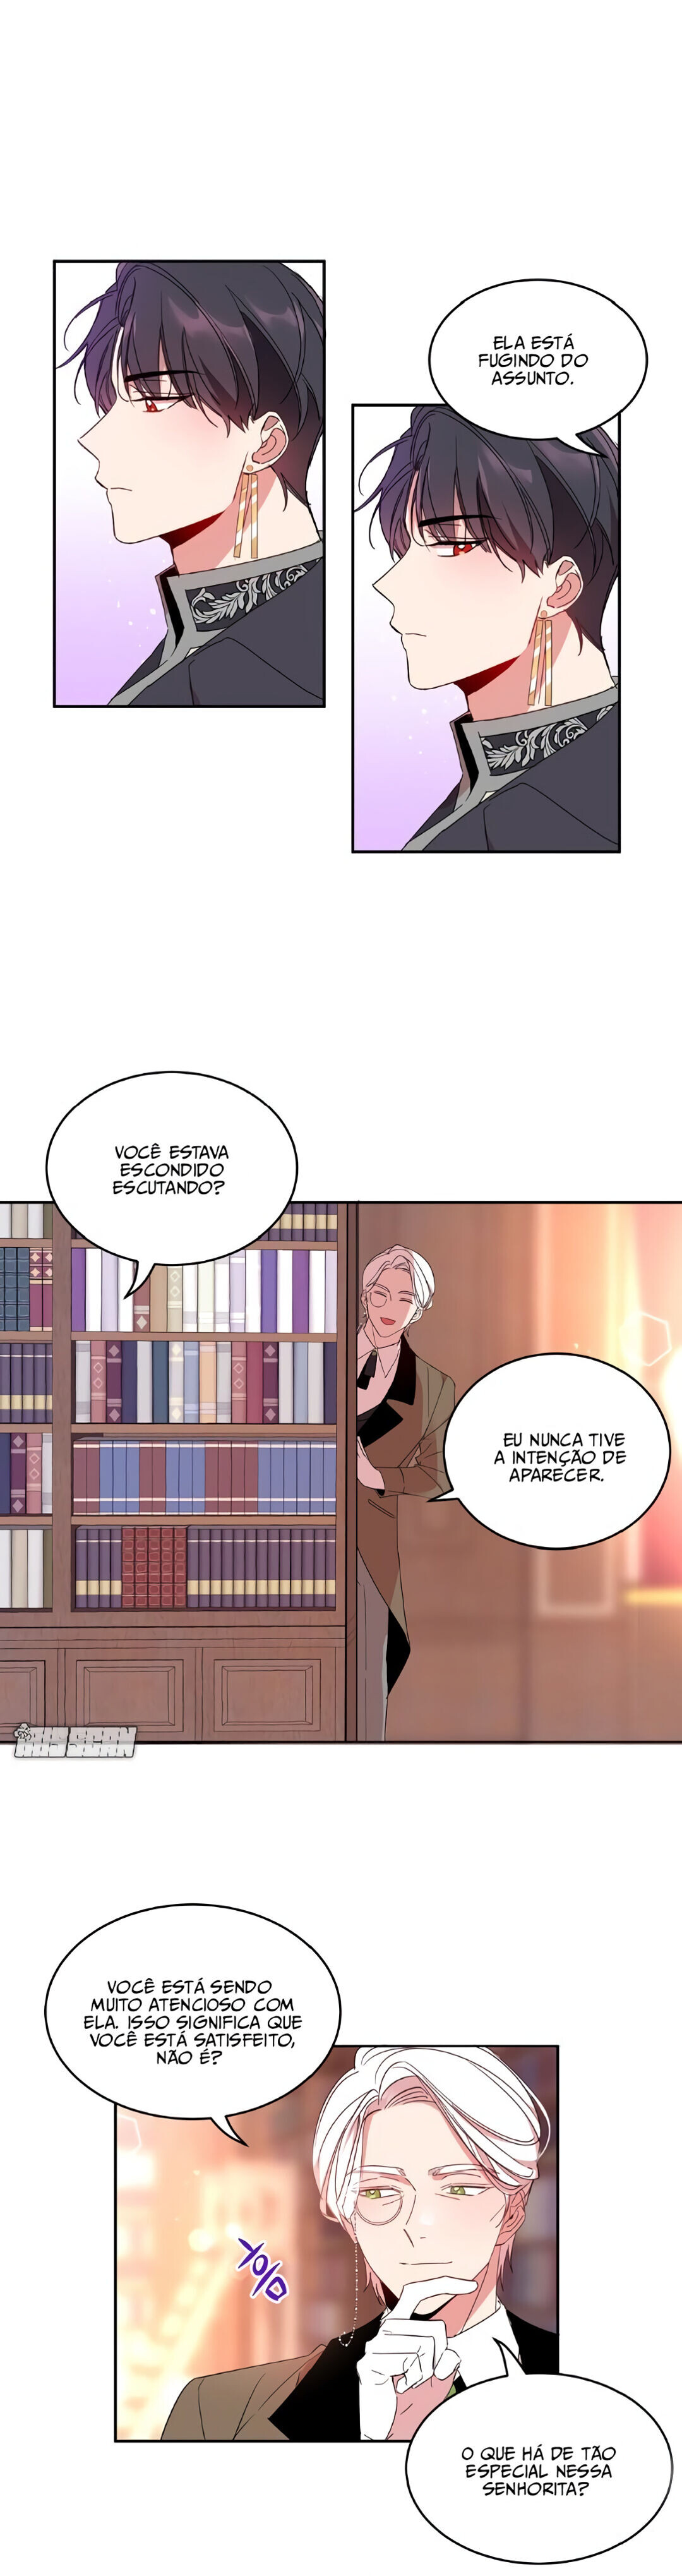 ELA ESTÁ
FUGINDO DO
ASSUNTO.
VOCÊ ESTAVA
ESCONDIDO
ESCUTANDO?
EU NUNCA TIVE
A INTENÇÃO DE
APARECER.
VOCÊ ESTÁ SENDO
MUITO ATENCIOSO COM
ELA. ISSO SIGNIFICA QUE
VOCÊ ESTÁ SATISFEITO,
NÃO É?
O QUE HÁ DE TÃO
ESPECIAL NESSA
SENHORITA?